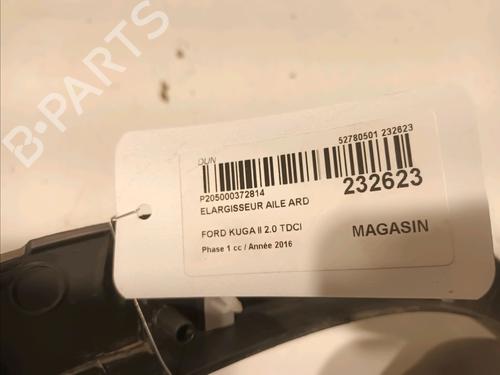 B-PARTS
DUN
52780501 232623
P205000372814
ELARGISSEUR AILE ARD
232623
FORD KUGA II 2.0 TDCI
MAGASIN
Phase 1 cc / Année 2016